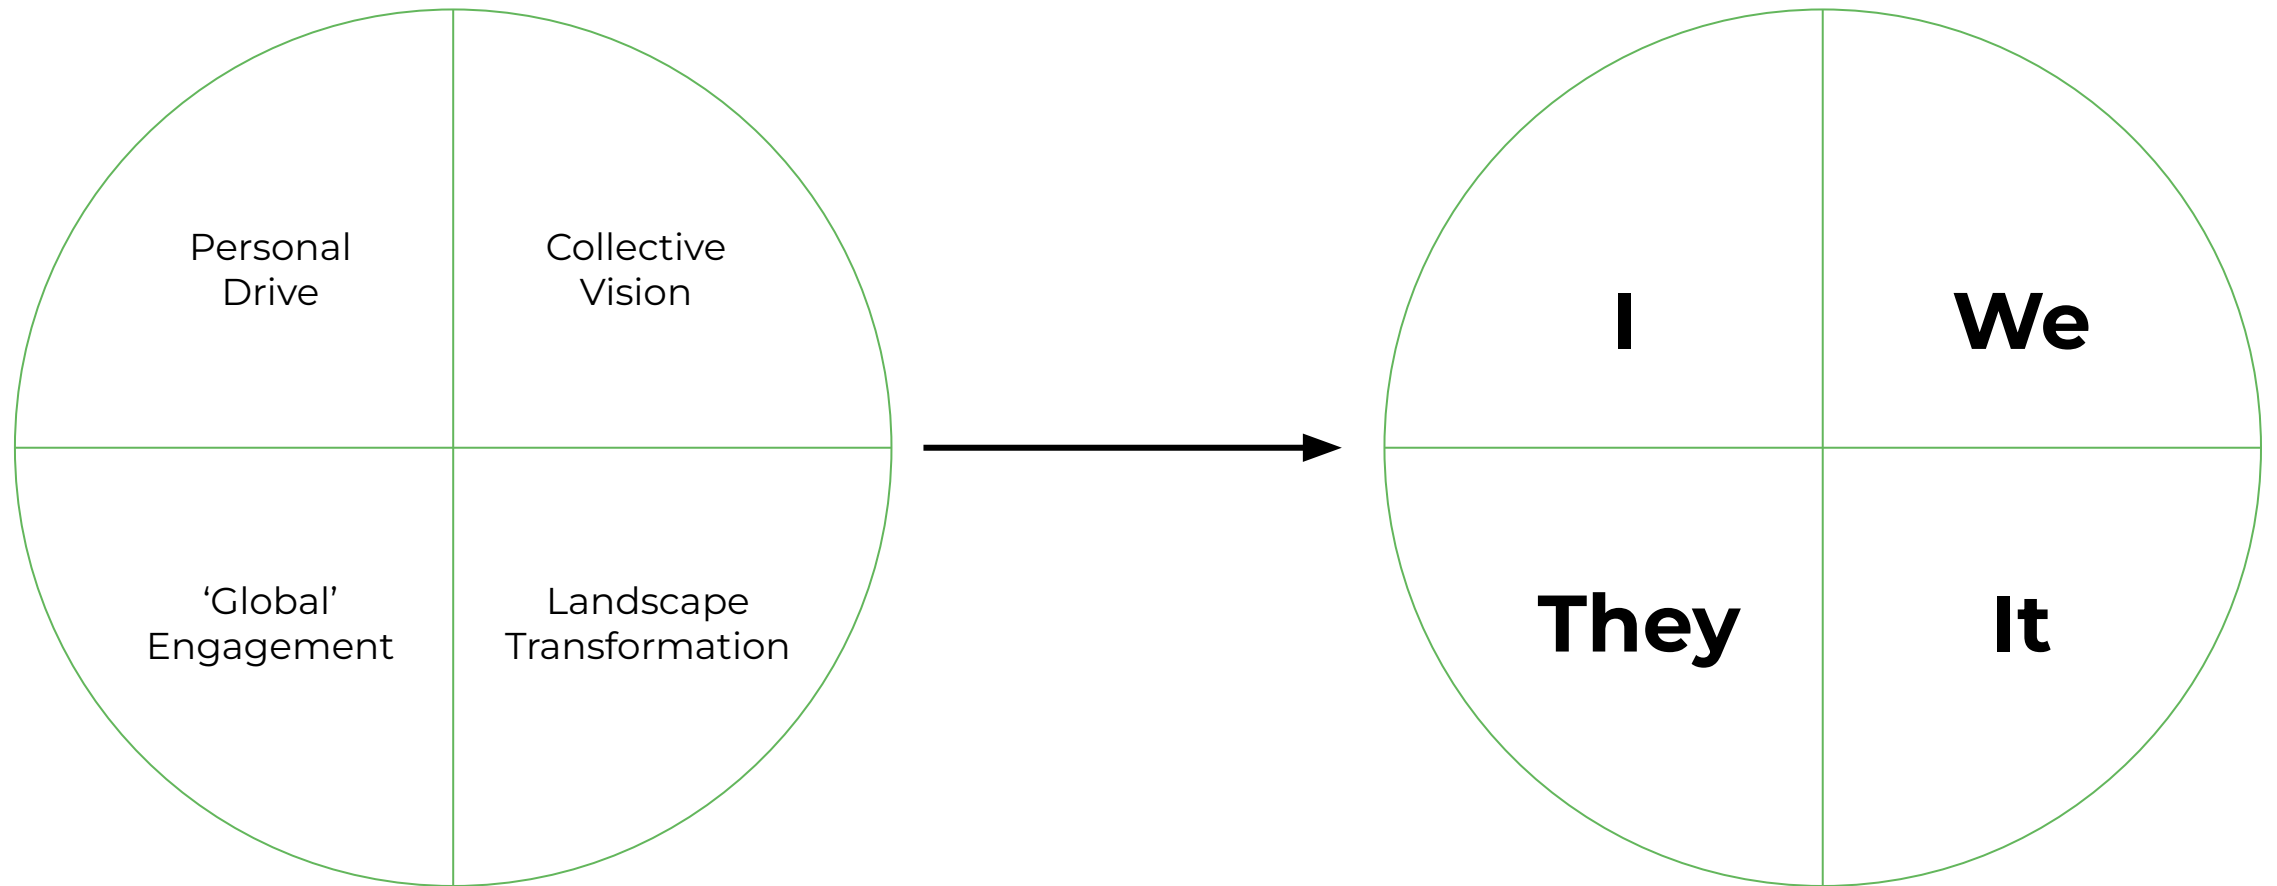 Personal
Drive
Collective
Vision
‘Global’
Engagement
Landscape
Transformation
I
We
They
It